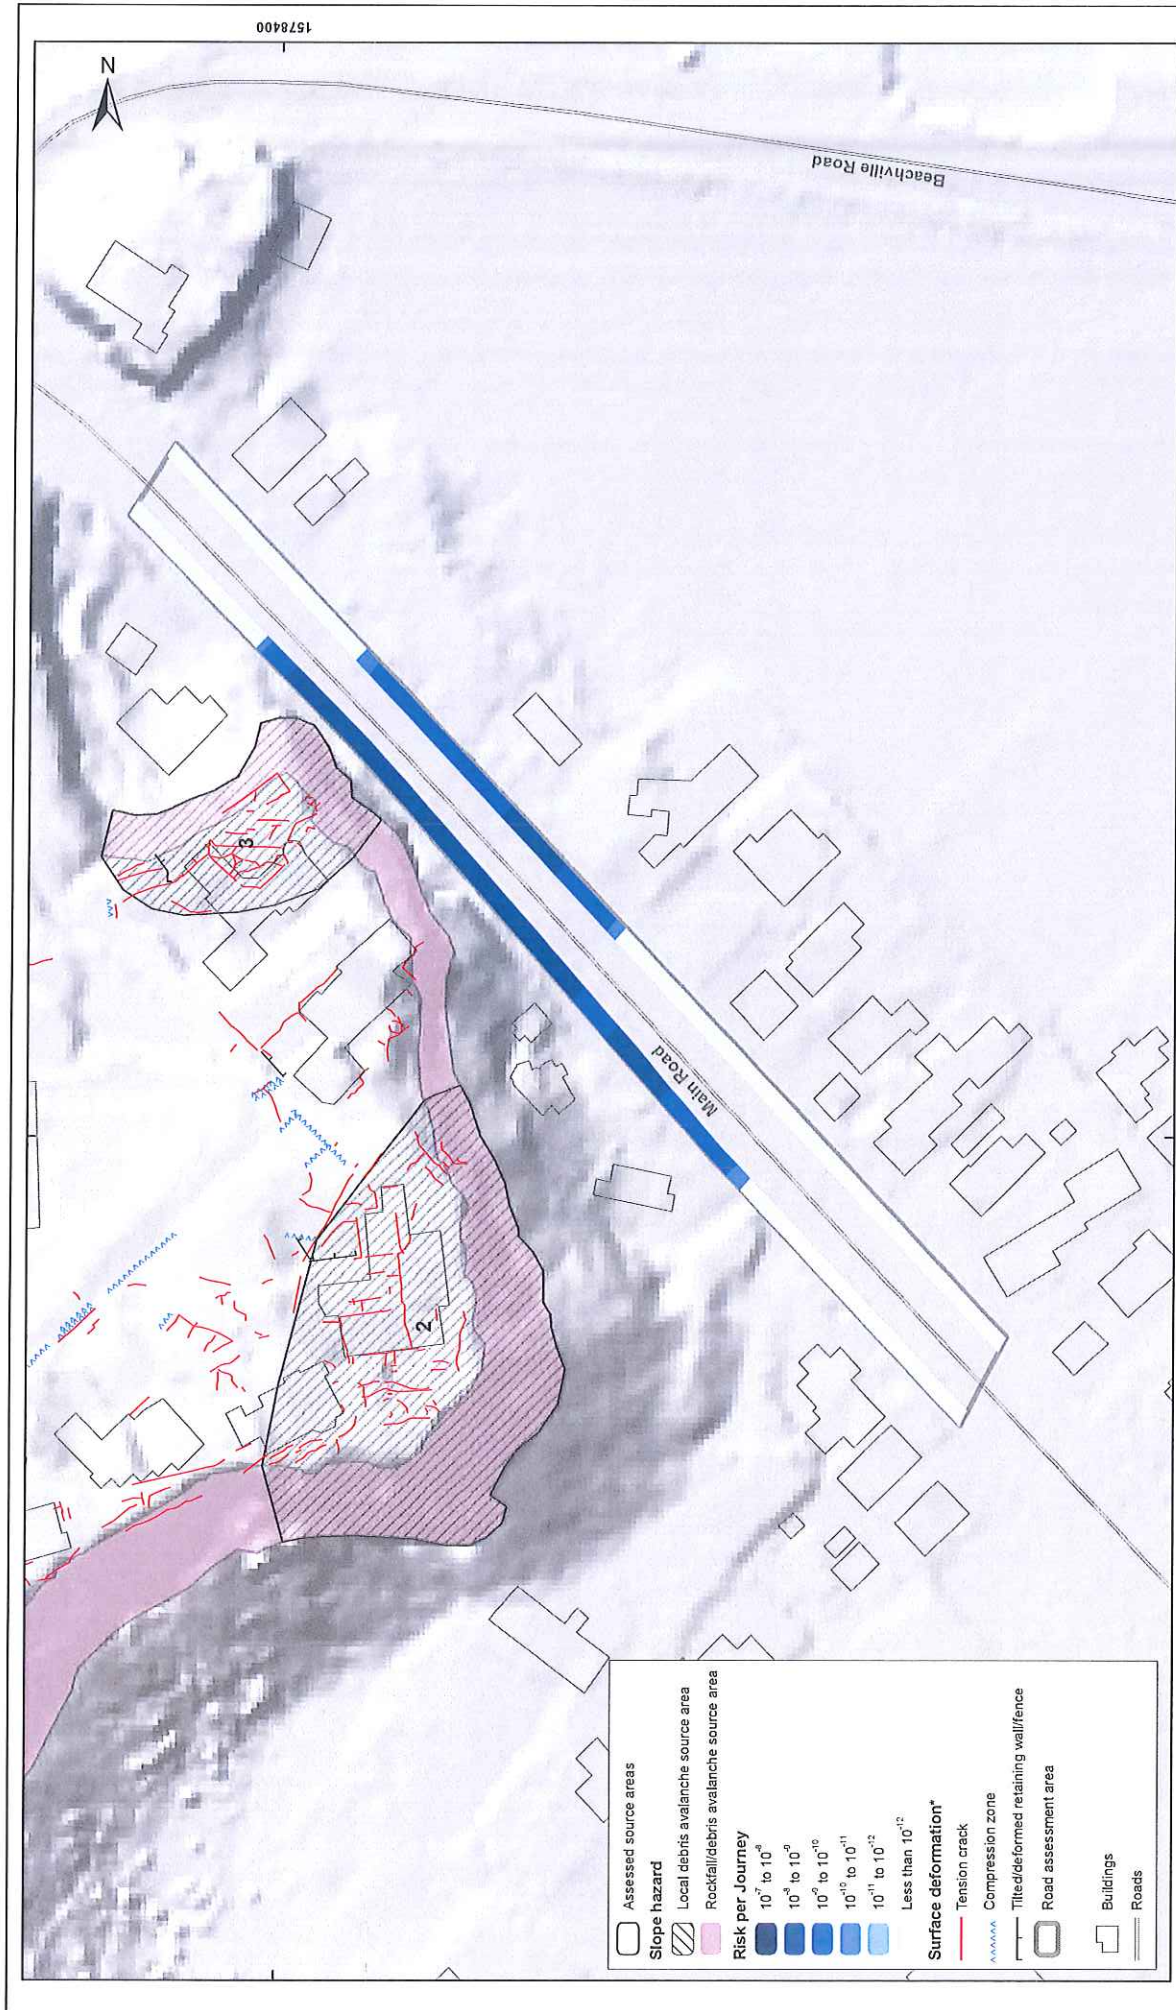 1578400
N
Beachville Road
Main Road
3
2
Assessed source areas
Slope hazard
Local debris avalanche source area
Rockfall/debris avalanche source area
Risk per Journey
10⁻⁷ to 10⁻⁸
10⁻⁸ to 10⁻⁹
10⁻⁹ to 10⁻¹⁰
10⁻¹⁰ to 10⁻¹¹
10⁻¹¹ to 10⁻¹²
Less than 10⁻¹²
Surface deformation*
Tension crack
Compression zone
Tilted/deformed retaining wall/fence
Road assessment area
Buildings
Roads